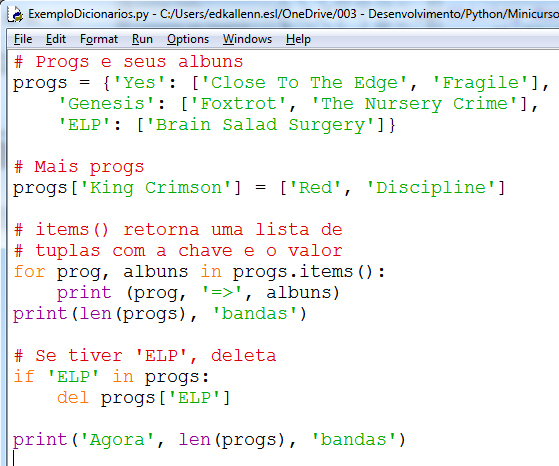 ExemploDicionarios.py - C:/Users/edkallenn.esl/OneDrive/003 - Desenvolvimento/Python/Minicurso
File Edit Format Run Options Windows Help
# Progs e seus albuns
progs = {'Yes': ['Close To The Edge', 'Fragile'],
    'Genesis': ['Foxtrot', 'The Nursery Crime'],
    'ELP': ['Brain Salad Surgery']}

# Mais progs
progs['King Crimson'] = ['Red', 'Discipline']

# items() retorna uma lista de
# tuplas com a chave e o valor
for prog, albuns in progs.items():
    print (prog, '=>', albuns)
print(len(progs), 'bandas')

# Se tiver 'ELP', deleta
if 'ELP' in progs:
    del progs['ELP']

print('Agora', len(progs), 'bandas')